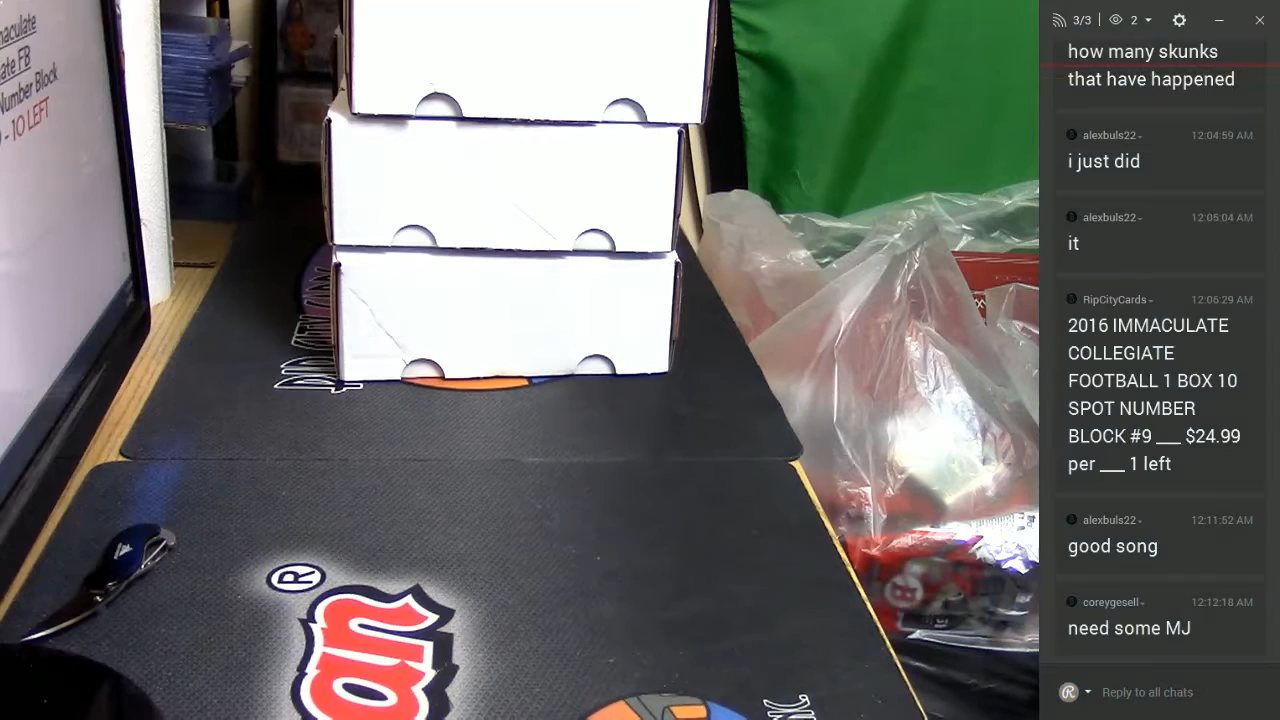 maculate
ate FB
Number Block
- 10 LEFT
an
®
3/3
2
how many skunks
that have happened
alexbuls22
12:04:59 AM
i just did
alexbuls22
12:05:04 AM
it
RipCityCards
12:06:29 AM
2016 IMMACULATE
COLLEGIATE
FOOTBALL 1 BOX 10
SPOT NUMBER
BLOCK #9 ___ $24.99
per ___ 1 left
alexbuls22
12:11:52 AM
good song
coreygesell
12:12:18 AM
need some MJ
Reply to all chats